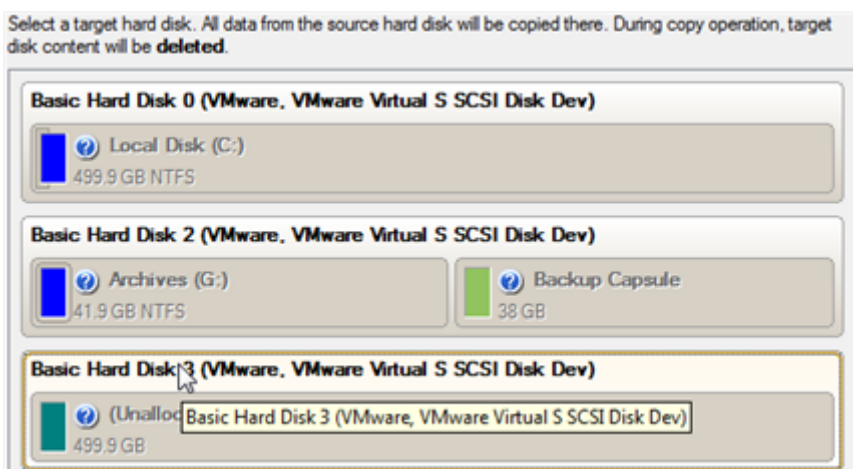 Select a target hard disk. All data from the source hard disk will be copied there. During copy operation, target
disk content will be deleted.
Basic Hard Disk 0 (VMware, VMware Virtual S SCSI Disk Dev)
Local Disk (C:)
499.9 GB NTFS
Basic Hard Disk 2 (VMware, VMware Virtual S SCSI Disk Dev)
Archives (G:)
41.9 GB NTFS
Backup Capsule
38 GB
Basic Hard Disk 3 (VMware, VMware Virtual S SCSI Disk Dev)
(Unalloc
Basic Hard Disk 3 (VMware, VMware Virtual S SCSI Disk Dev)
499.9 GB